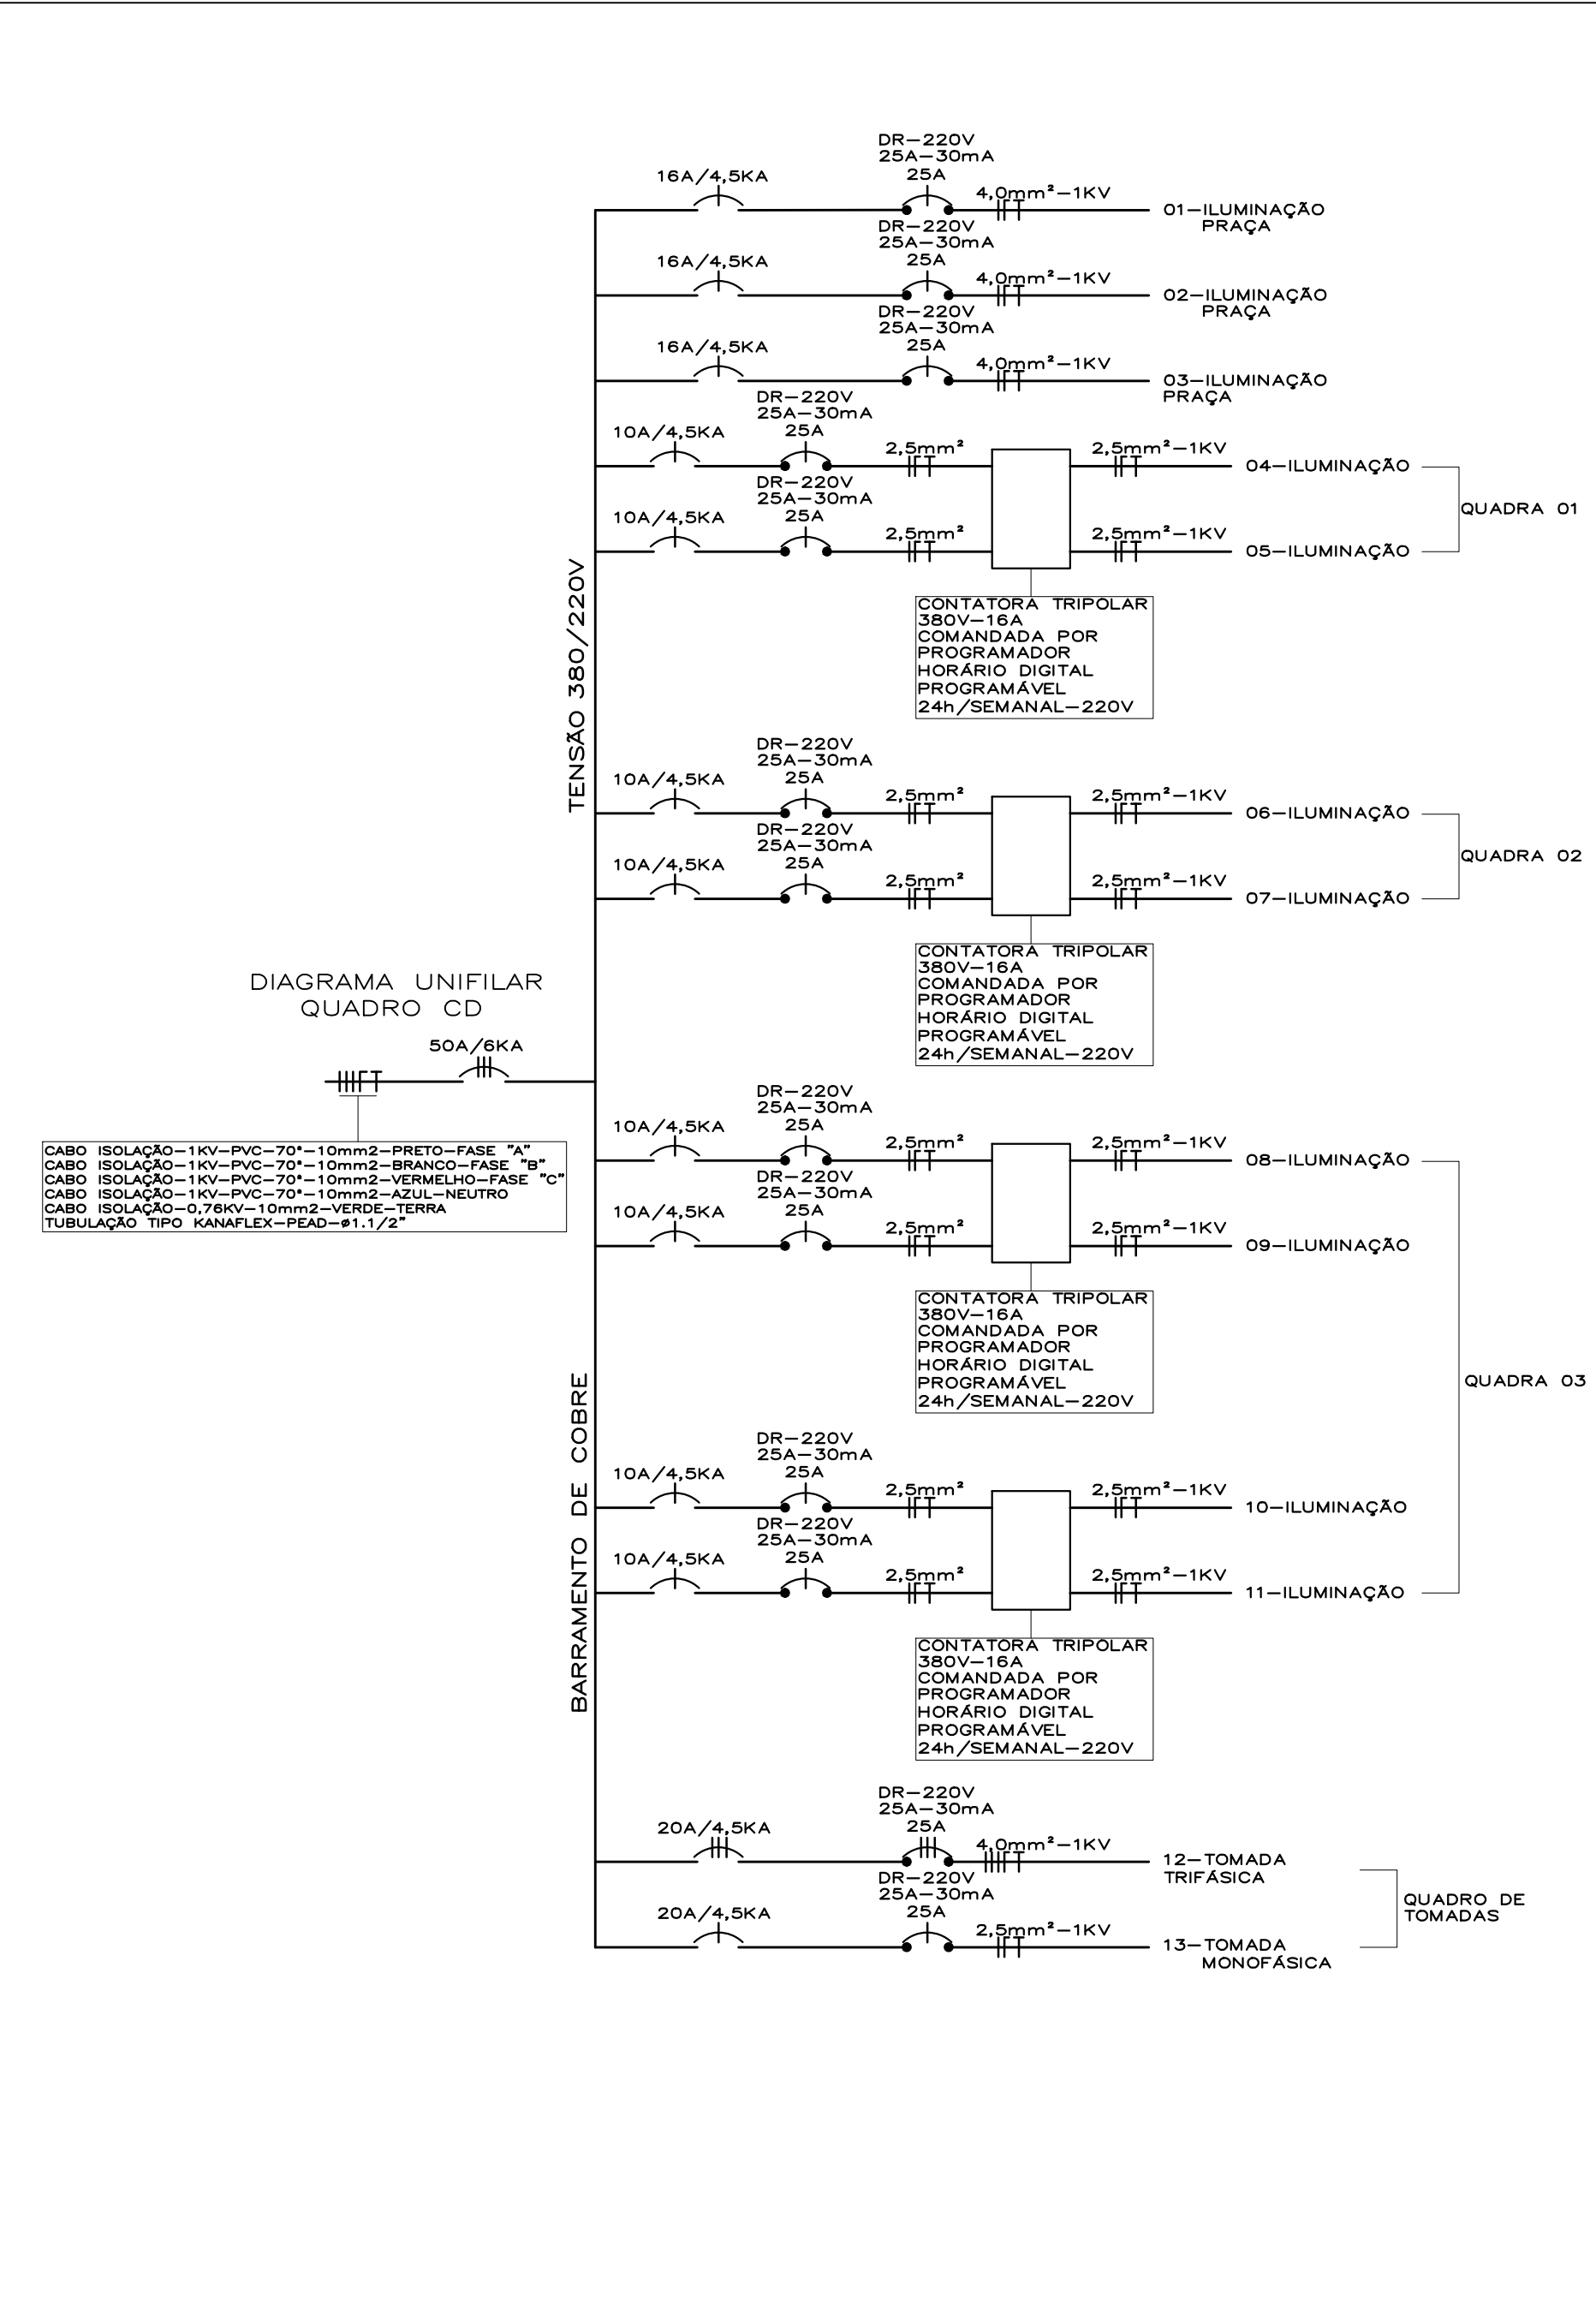 DR-220V
25A-30mA
25A
16A/4,5KA
4,0mm²-1KV
01-ILUMINAÇÃO
PRAÇA
DR-220V
25A-30mA
25A
16A/4,5KA
4,0mm²-1KV
02-ILUMINAÇÃO
PRAÇA
DR-220V
25A-30mA
25A
16A/4,5KA
4,0mm²-1KV
03-ILUMINAÇÃO
PRAÇA
DR-220V
25A-30mA
25A
10A/4,5KA
2,5mm²
2,5mm²-1KV
04-ILUMINAÇÃO
DR-220V
25A-30mA
25A
10A/4,5KA
2,5mm²
2,5mm²-1KV
05-ILUMINAÇÃO
QUADRA 01
CONTATORA TRIPOLAR
380V-16A
COMANDADA POR
PROGRAMADOR
HORÁRIO DIGITAL
PROGRAMÁVEL
24h/SEMANAL-220V
TENSÃO 380/220V
DR-220V
25A-30mA
25A
10A/4,5KA
2,5mm²
2,5mm²-1KV
06-ILUMINAÇÃO
DR-220V
25A-30mA
25A
10A/4,5KA
2,5mm²
2,5mm²-1KV
07-ILUMINAÇÃO
QUADRA 02
CONTATORA TRIPOLAR
380V-16A
COMANDADA POR
PROGRAMADOR
HORÁRIO DIGITAL
PROGRAMÁVEL
24h/SEMANAL-220V
DIAGRAMA UNIFILAR
QUADRO CD
50A/6KA
CABO ISOLAÇÃO-1KV-PVC-70°-10mm2-PRETO-FASE "A"
CABO ISOLAÇÃO-1KV-PVC-70°-10mm2-BRANCO-FASE "B"
CABO ISOLAÇÃO-1KV-PVC-70°-10mm2-VERMELHO-FASE "C"
CABO ISOLAÇÃO-1KV-PVC-70°-10mm2-AZUL-NEUTRO
CABO ISOLAÇÃO-0,76KV-10mm2-VERDE-TERRA
TUBULAÇÃO TIPO KANAFLEX-PEAD-ø1.1/2"
DR-220V
25A-30mA
25A
10A/4,5KA
2,5mm²
2,5mm²-1KV
08-ILUMINAÇÃO
DR-220V
25A-30mA
25A
10A/4,5KA
2,5mm²
2,5mm²-1KV
09-ILUMINAÇÃO
CONTATORA TRIPOLAR
380V-16A
COMANDADA POR
PROGRAMADOR
HORÁRIO DIGITAL
PROGRAMÁVEL
24h/SEMANAL-220V
QUADRA 03
BARRAMENTO DE COBRE
DR-220V
25A-30mA
25A
10A/4,5KA
2,5mm²
2,5mm²-1KV
10-ILUMINAÇÃO
DR-220V
25A-30mA
25A
10A/4,5KA
2,5mm²
2,5mm²-1KV
11-ILUMINAÇÃO
CONTATORA TRIPOLAR
380V-16A
COMANDADA POR
PROGRAMADOR
HORÁRIO DIGITAL
PROGRAMÁVEL
24h/SEMANAL-220V
DR-220V
25A-30mA
25A
20A/4,5KA
4,0mm²-1KV
12-TOMADA
TRIFÁSICA
DR-220V
25A-30mA
25A
20A/4,5KA
2,5mm²-1KV
13-TOMADA
MONOFÁSICA
QUADRO DE
TOMADAS